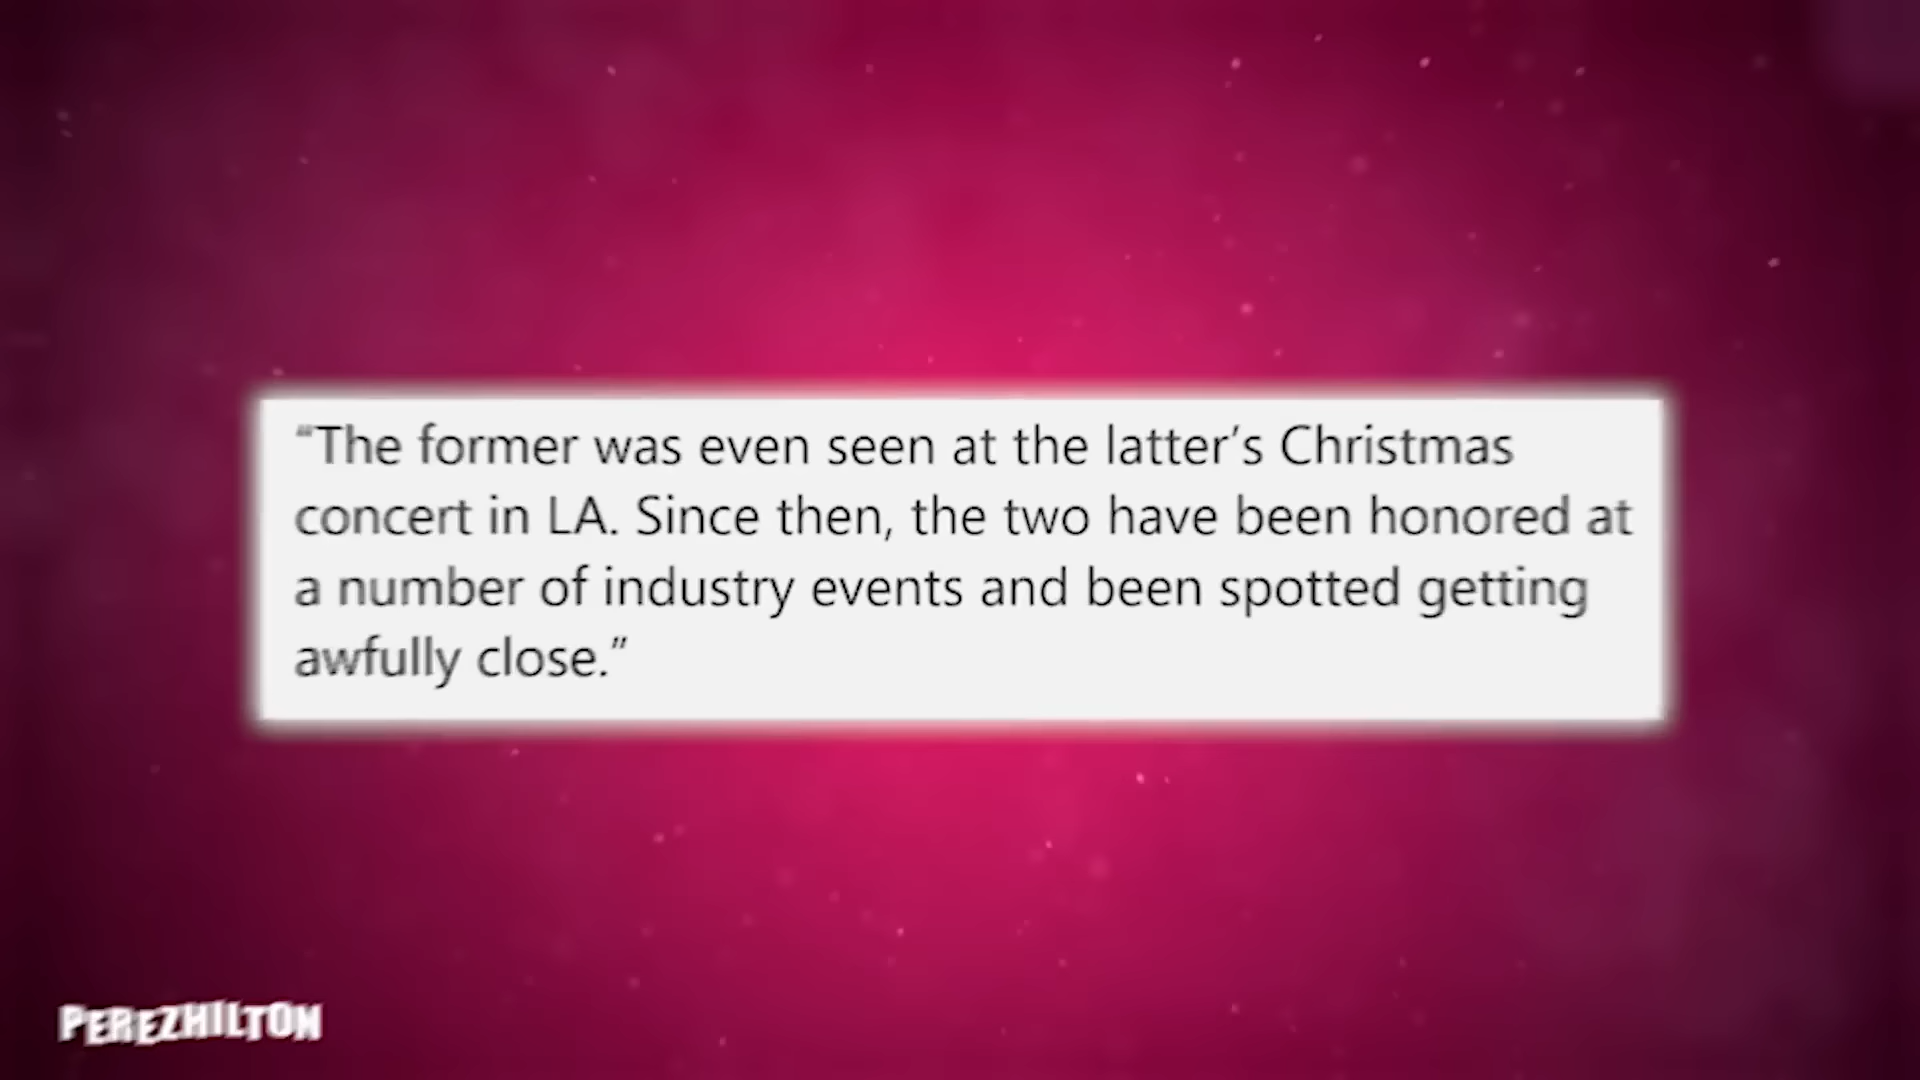 “The former was even seen at the latter’s Christmas
concert in LA. Since then, the two have been honored at
a number of industry events and been spotted getting
awfully close.”
PEREZHILTON